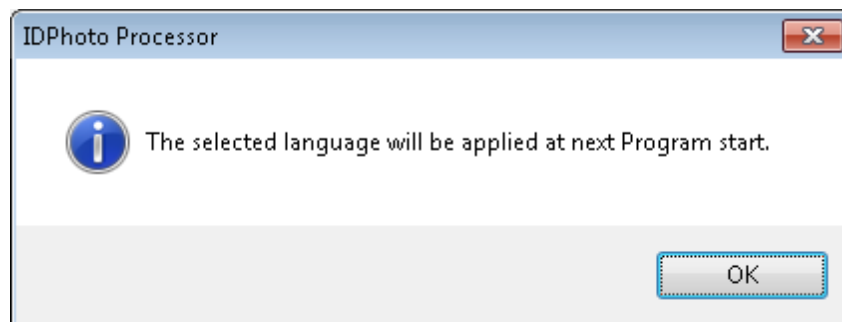 IDPhoto Processor
The selected language will be applied at next Program start.
OK